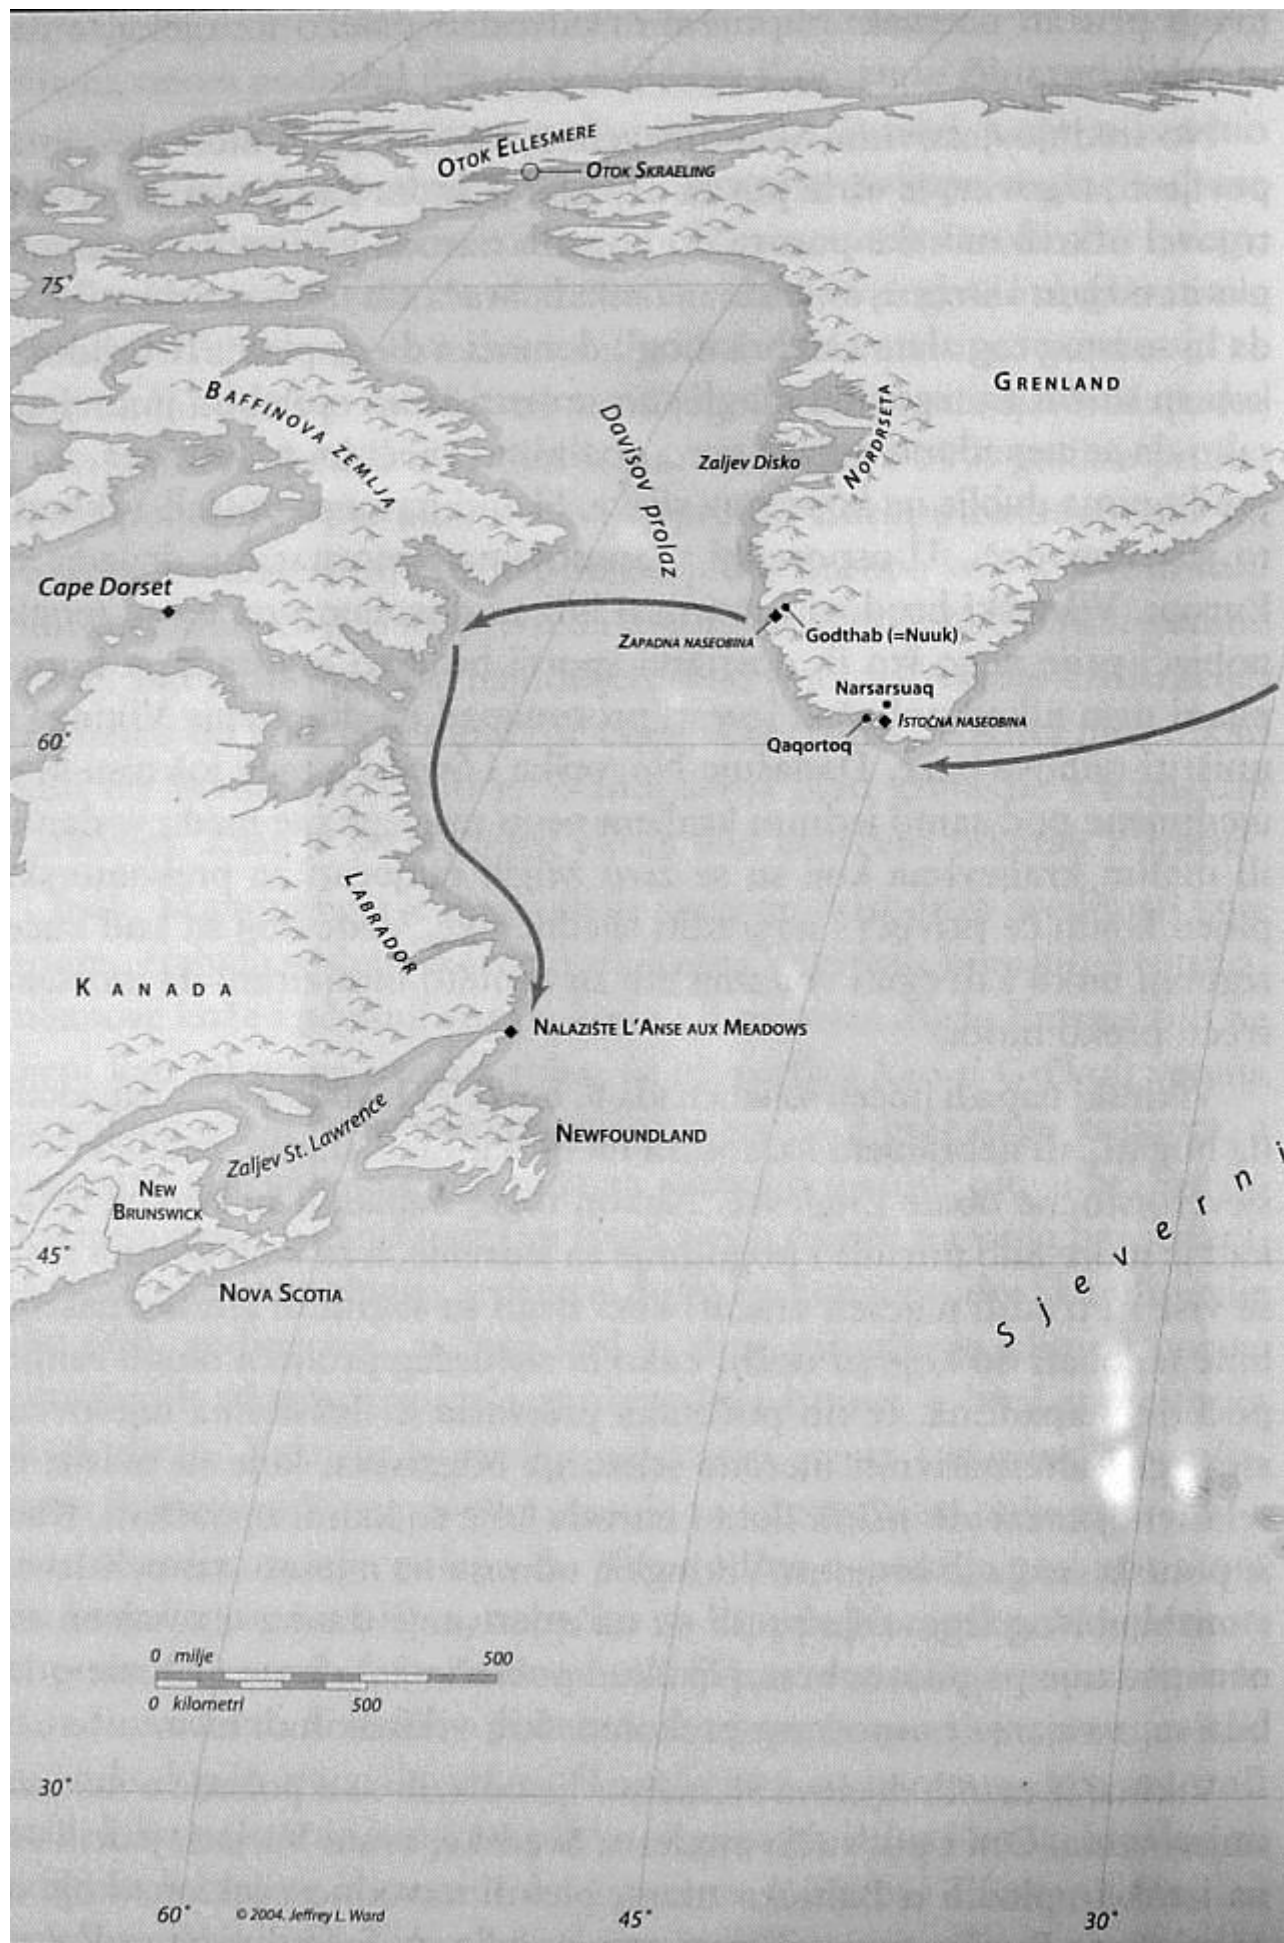 OTOK ELLESMERE
OTOK SKRAELING
75°
BAFFINOVA ZEMLJA
Davisov prolaz
GRENLAND
NORDRSETA
Zaljev Disko
Cape Dorset
ZAPADNA NASEOBINA
Godthab (=Nuuk)
Narsarsuaq
ISTOČNA NASEOBINA
Qaqortoq
60°
LABRADOR
KANADA
NALAZIŠTE L'ANSE AUX MEADOWS
Zaljev St. Lawrence
NEWFOUNDLAND
NEW
BRUNSWICK
45°
NOVA SCOTIA
Sjeverni
0 milje 500
0 kilometri 500
30°
60° © 2004. Jeffrey L. Ward 45° 30°